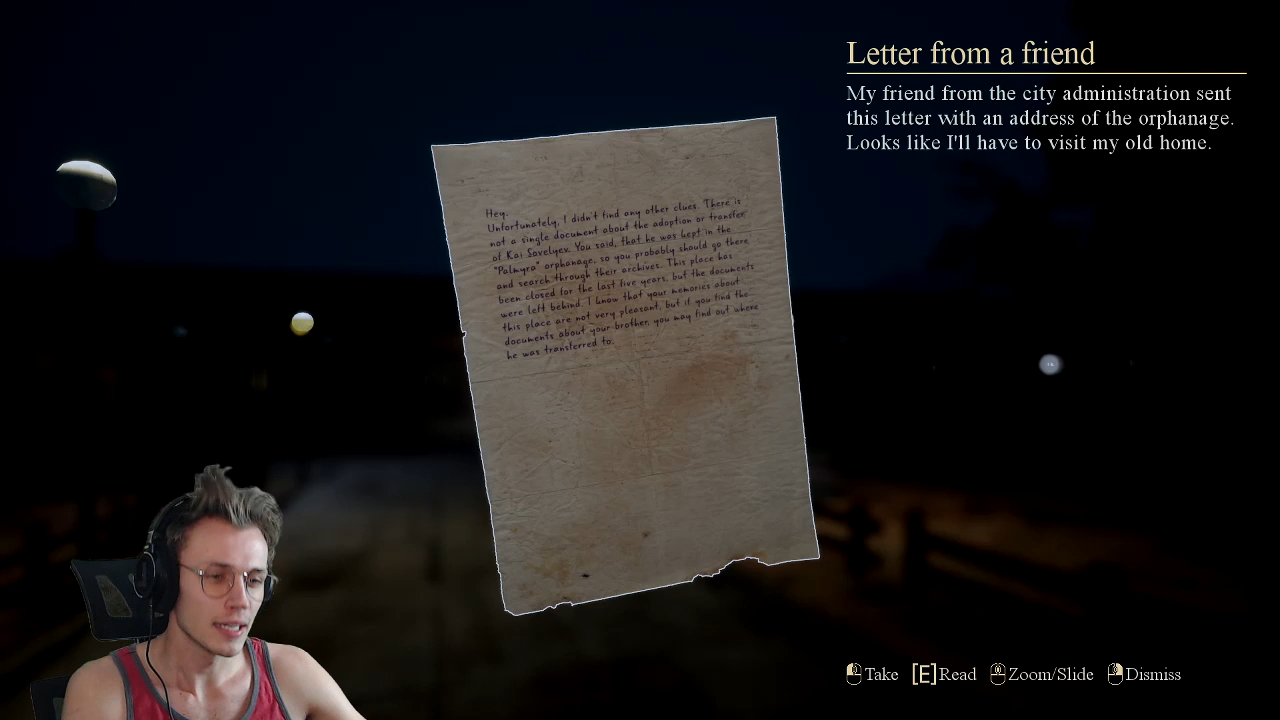 Letter from a friend
My friend from the city administration sent
this letter with an address of the orphanage.
Looks like I'll have to visit my old home.
Hey.
Unfortunately, I didn't find any other clues. There is
not a single document about the adoption or transfer
of Kai Savelyev. You said, that he was kept in the
"Palmyra" orphanage, so you probably should go there
and search through their archives. This place has
been closed for the last five years, but the documents
were left behind. I know that your memories about
this place are not very pleasant, but if you find the
documents about your brother, you may find out where
he was transferred to.
Take [E]Read Zoom/Slide Dismiss